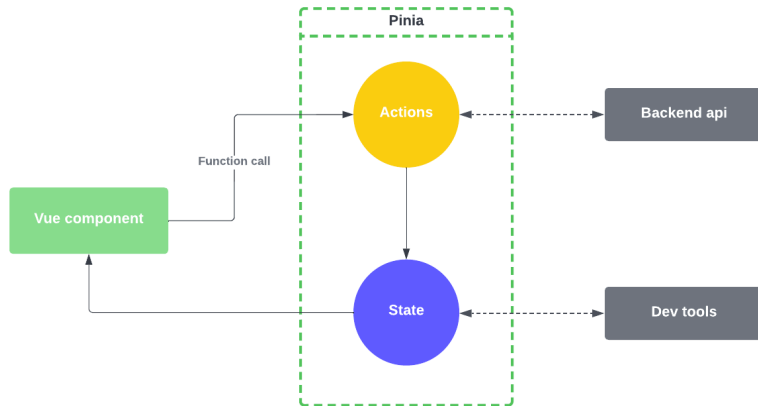 Pinia
Actions
Backend api
Function call
Vue component
State
Dev tools